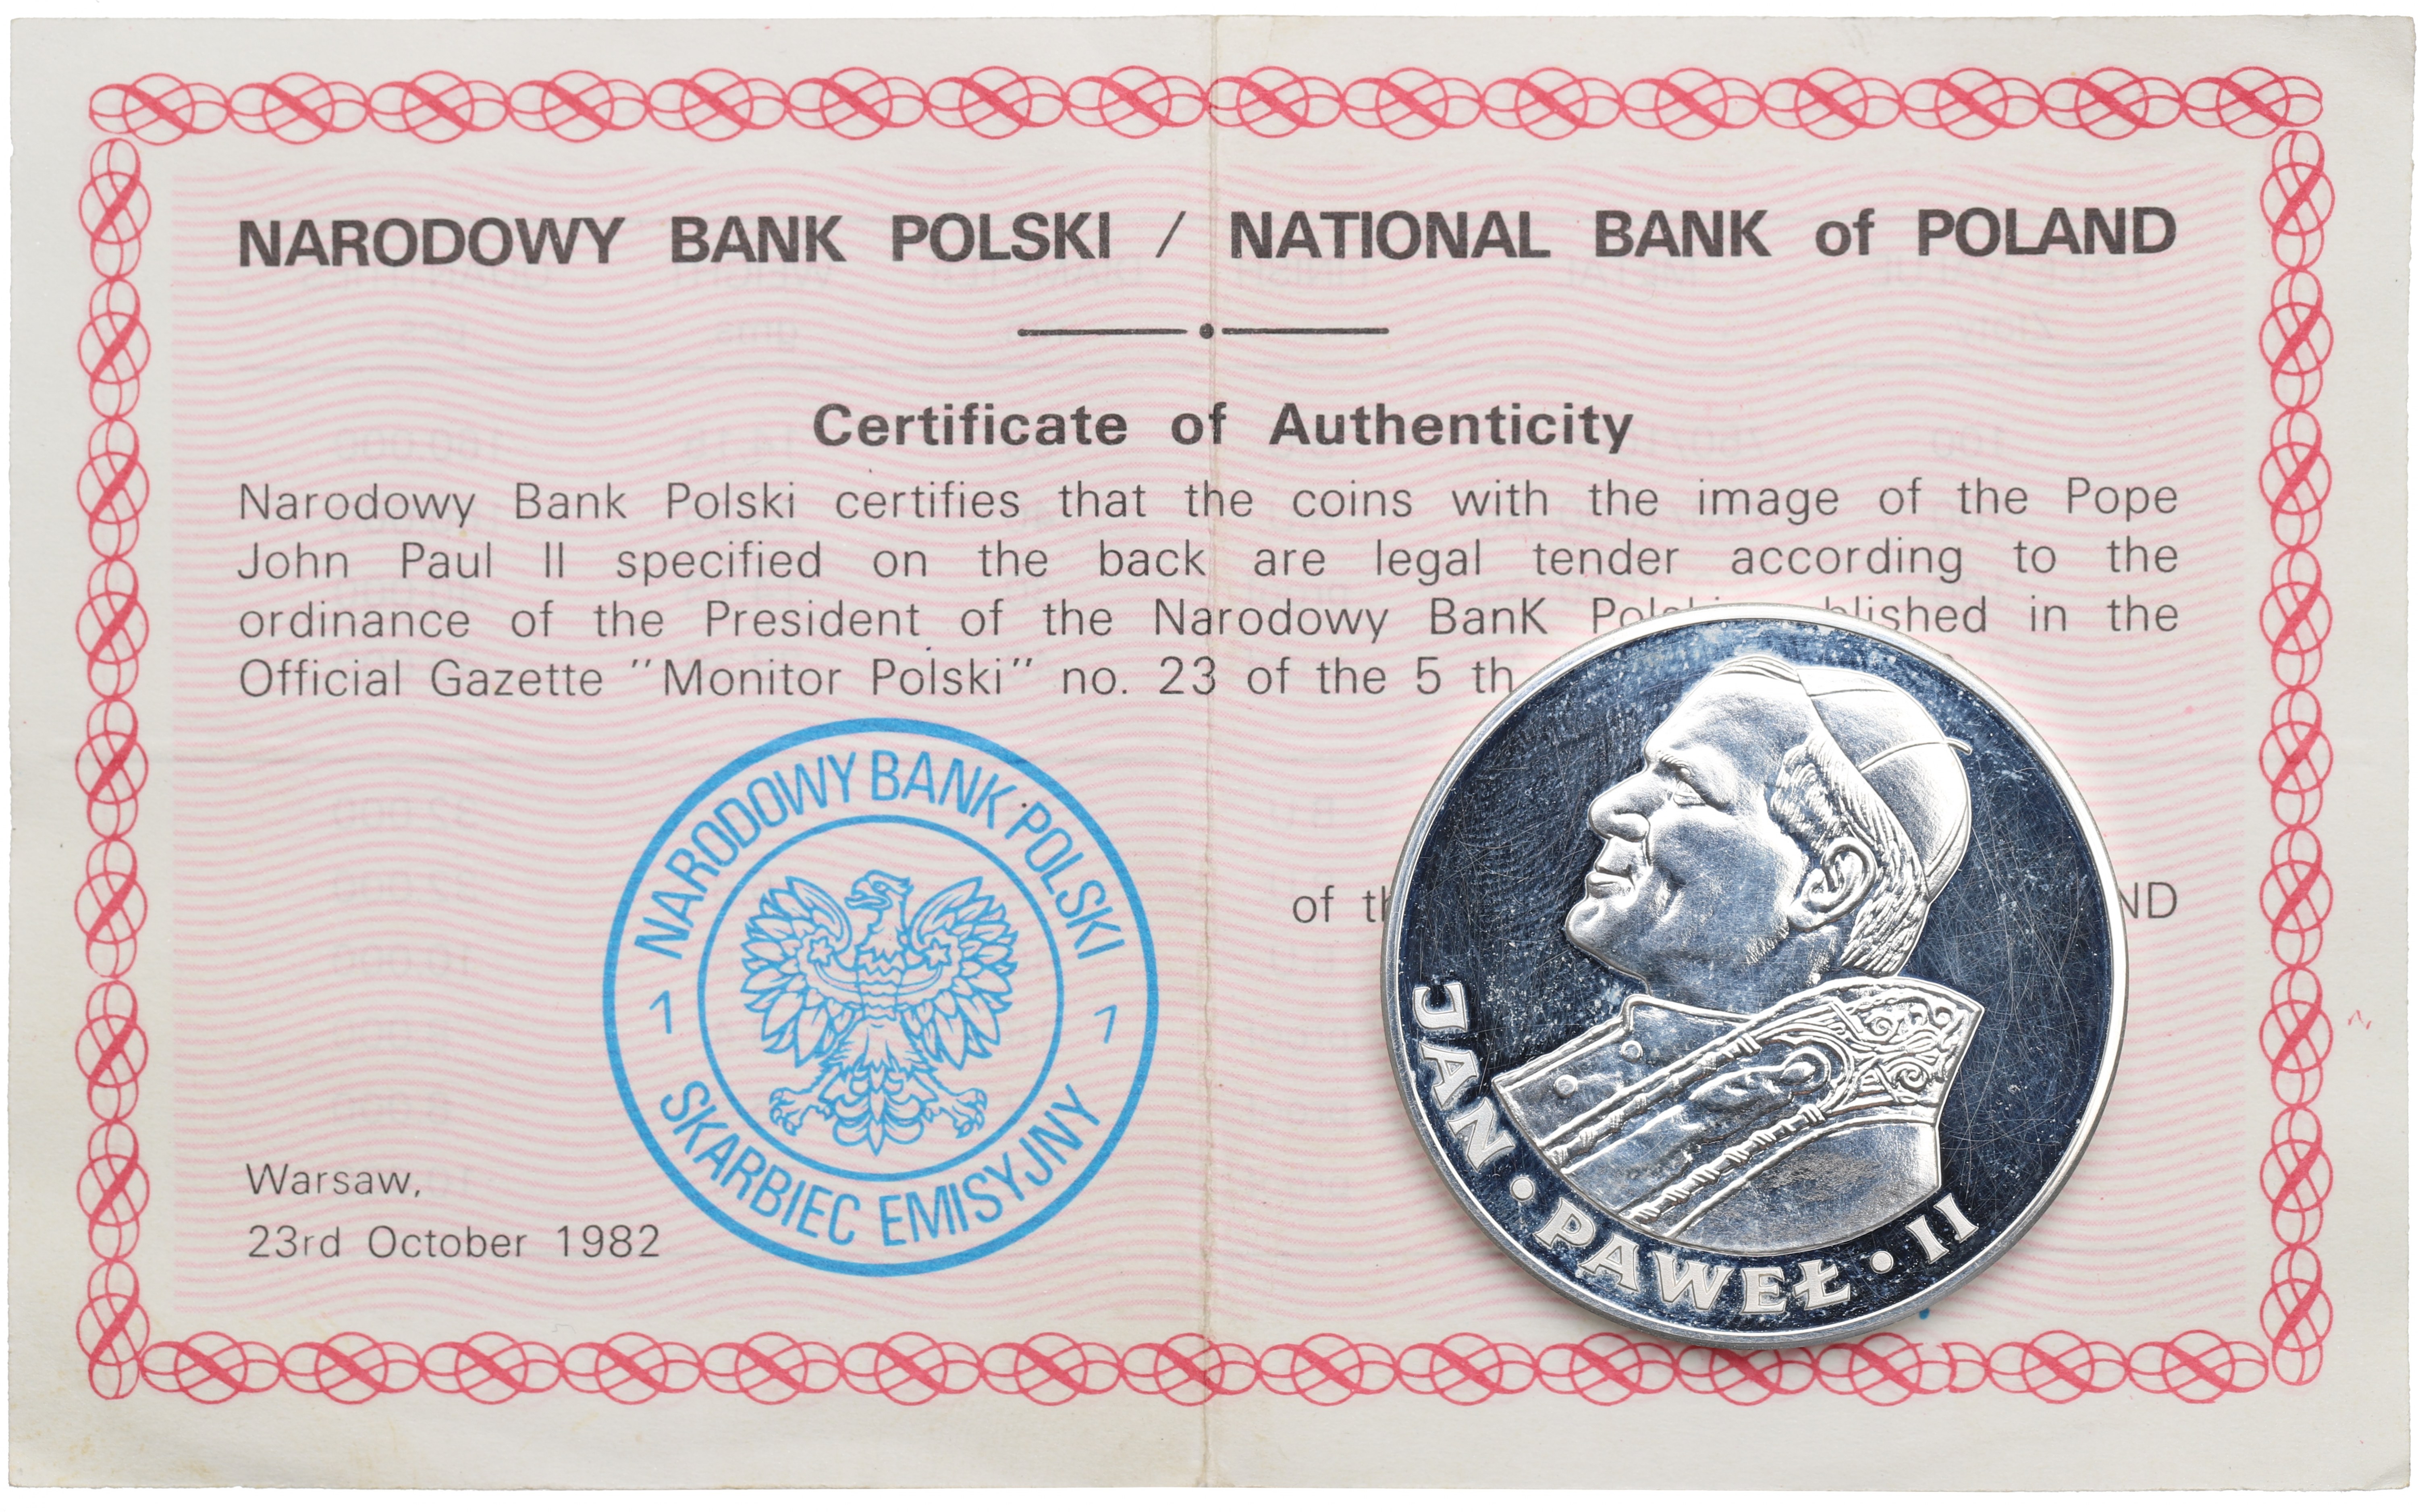 NARODOWY BANK POLSKI / NATIONAL BANK of POLAND
Certificate of Authenticity
Narodowy Bank Polski certifies that the coins with the image of the Pope
John Paul II specified on the back are legal tender according to the
ordinance of the President of the Narodowy BanK in the
Official Gazette "Monitor Polski" no. 23 of the 5 th
NARODOWY BANK POLSKI
7 7
SKARBIEC EMISYJNY
of
Warsaw,
23rd October 1982
JAN • PAWEŁ • II